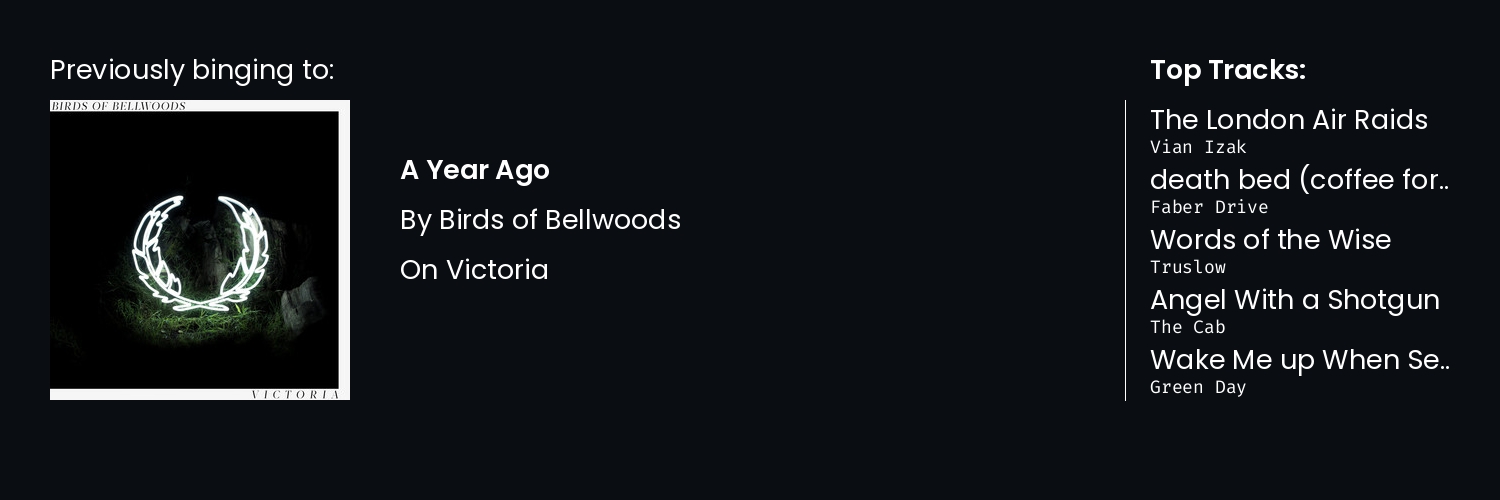 Previously binging to:
BIRDS OF BELLWOODS
VICTORIA
A Year Ago
By Birds of Bellwoods
On Victoria
Top Tracks:
The London Air Raids
Vian Izak
death bed (coffee for..
Faber Drive
Words of the Wise
Truslow
Angel With a Shotgun
The Cab
Wake Me up When Se..
Green Day